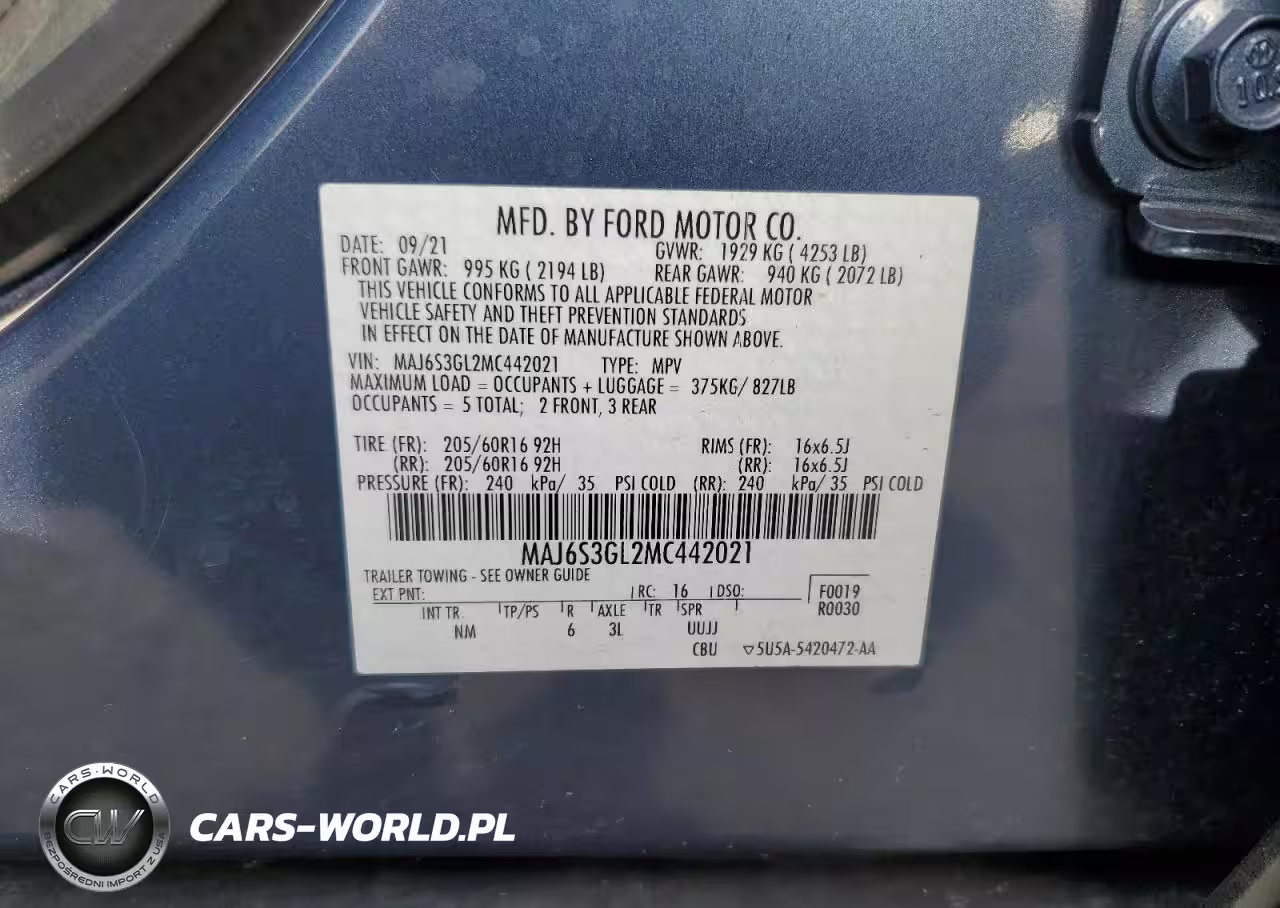 MFD. BY FORD MOTOR CO.
DATE: 09/21 GVWR: 1929 KG ( 4253 LB)
FRONT GAWR: 995 KG ( 2194 LB) REAR GAWR: 940 KG ( 2072 LB)
THIS VEHICLE CONFORMS TO ALL APPLICABLE FEDERAL MOTOR
VEHICLE SAFETY AND THEFT PREVENTION STANDARDS
IN EFFECT ON THE DATE OF MANUFACTURE SHOWN ABOVE.
VIN: MAJ6S3GL2MC442021 TYPE: MPV
MAXIMUM LOAD = OCCUPANTS + LUGGAGE = 375KG/ 827LB
OCCUPANTS = 5 TOTAL; 2 FRONT, 3 REAR
TIRE (FR): 205/60R16 92H RIMS (FR): 16x6.5J
(RR): 205/60R16 92H (RR): 16x6.5J
PRESSURE (FR): 240 kPa/ 35 PSI COLD (RR): 240 kPa/ 35 PSI COLD
MAJ6S3GL2MC442021
TRAILER TOWING - SEE OWNER GUIDE
EXT PNT: RC: 16 DSO: F0019
INT TR. TP/PS R AXLE TR SPR R0030
NM 6 3L UUJJ
CBU 5U5A-5420472-AA
CARS-WORLD
CW
BEZPOŚREDNI IMPORT Z USA
CARS-WORLD.PL